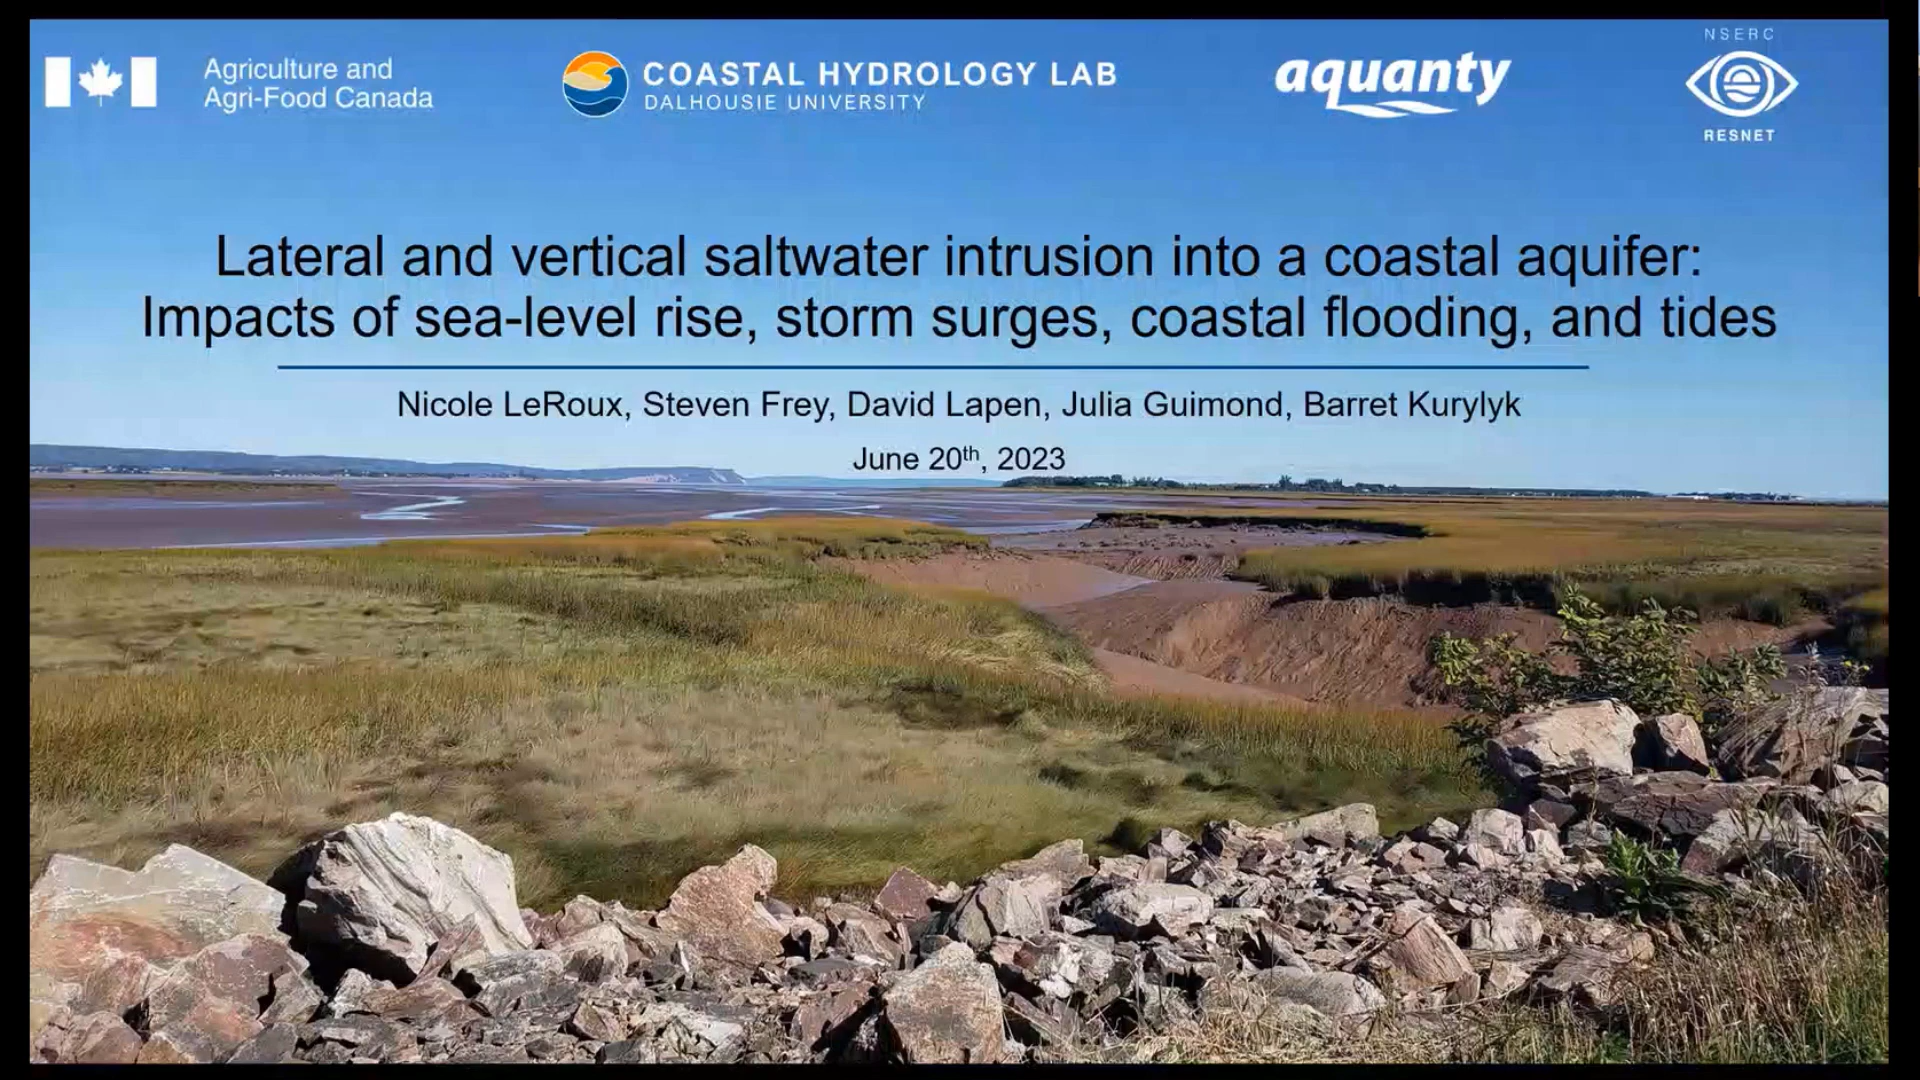 Agriculture and
Agri-Food Canada
COASTAL HYDROLOGY LAB
DALHOUSIE UNIVERSITY
aquanty
NSERC
RESNET
Lateral and vertical saltwater intrusion into a coastal aquifer:
Impacts of sea-level rise, storm surges, coastal flooding, and tides
Nicole LeRoux, Steven Frey, David Lapen, Julia Guimond, Barret Kurylyk
June 20th, 2023